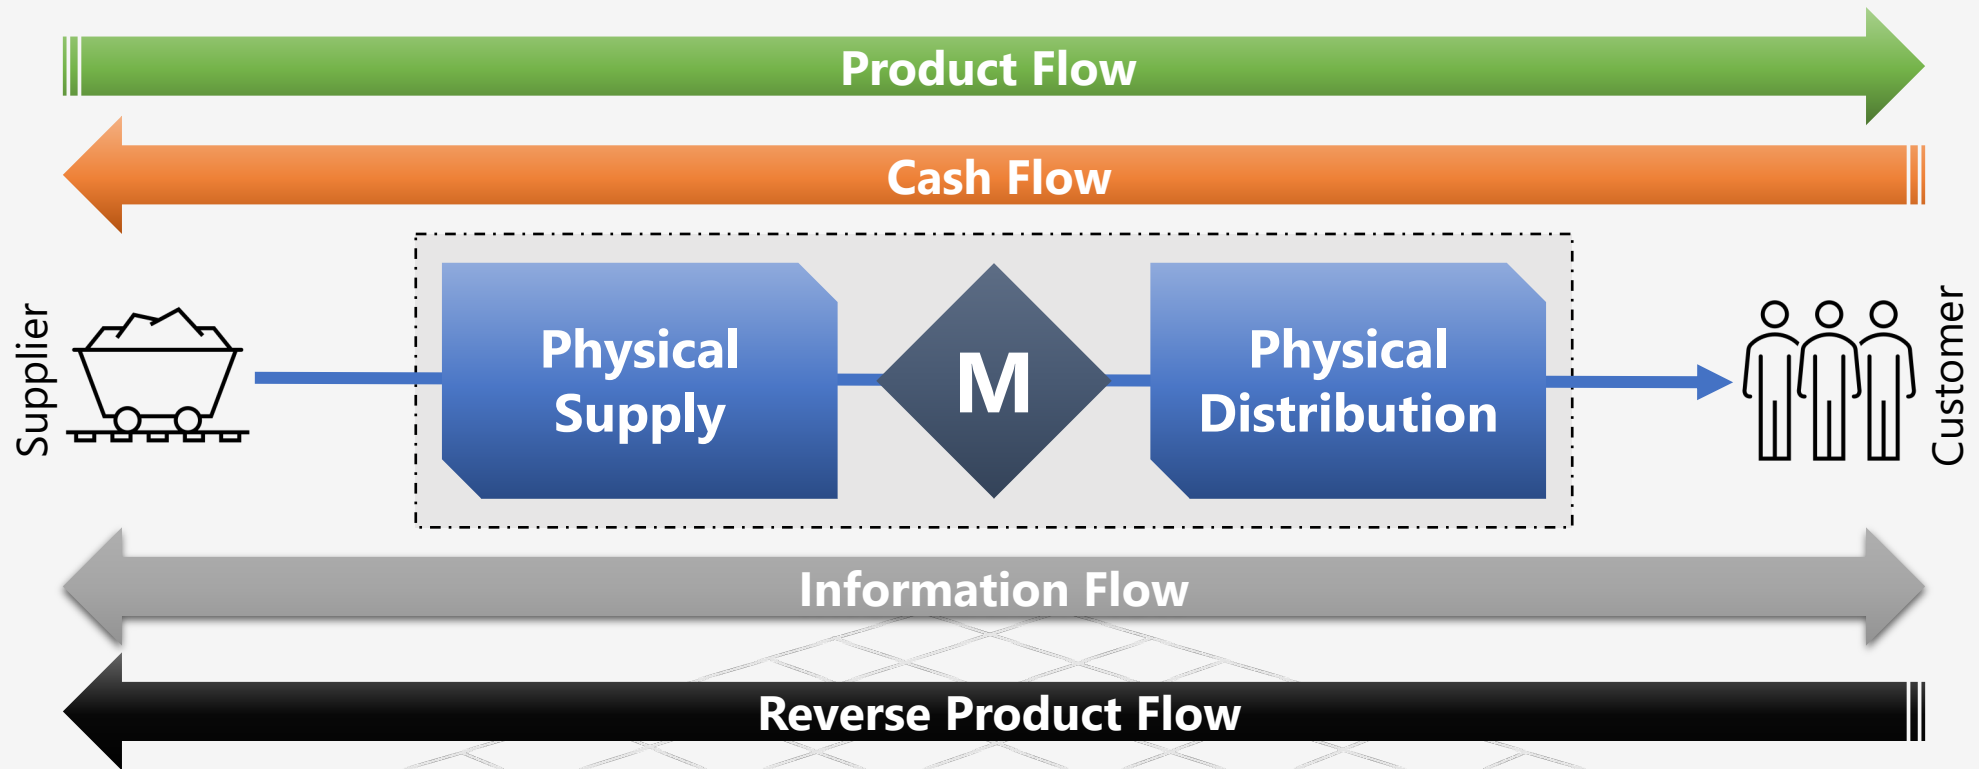 Product Flow
Cash Flow
Supplier
Physical
Supply
M
Physical
Distribution
Customer
Information Flow
Reverse Product Flow